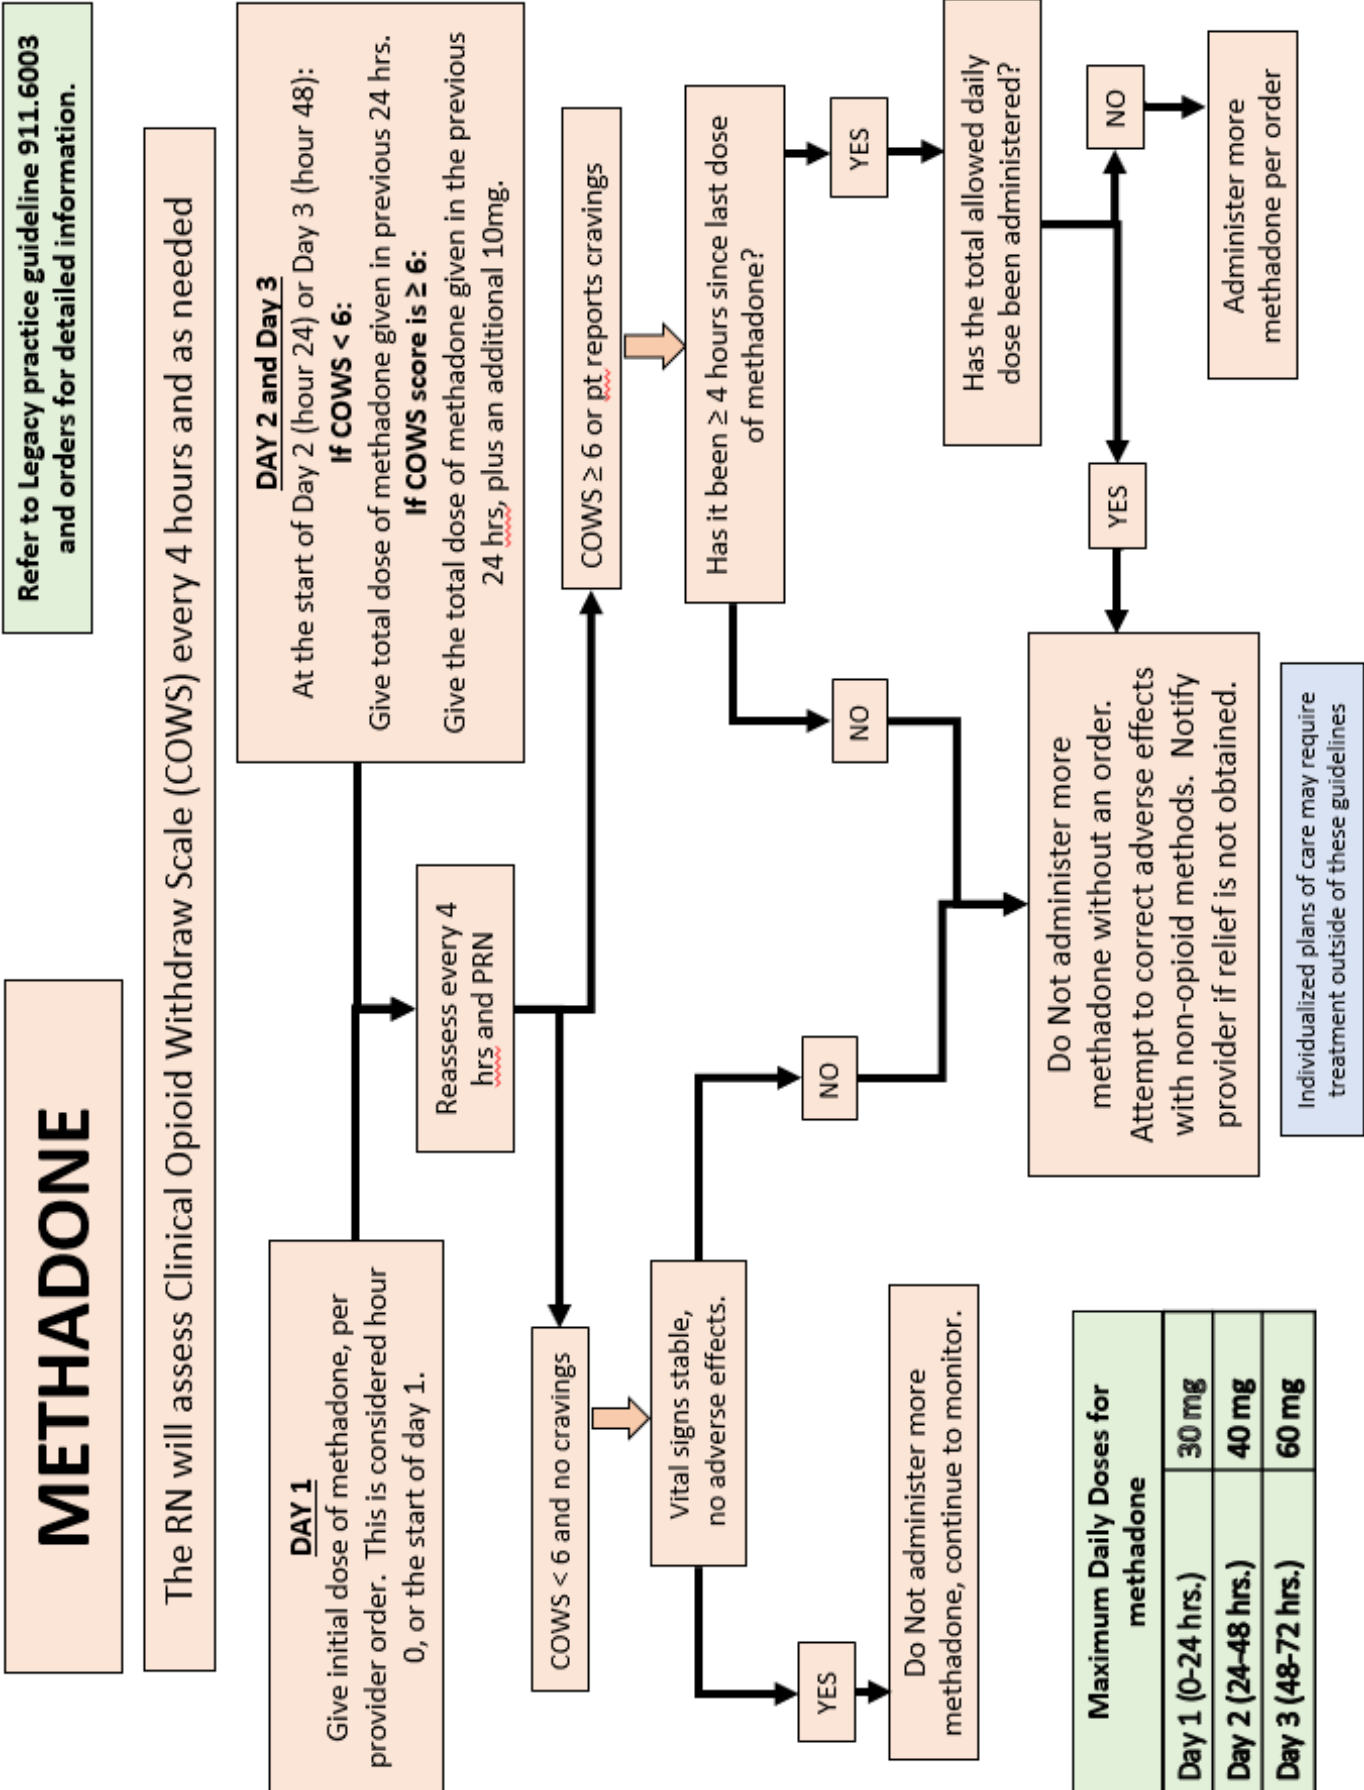 METHADONE
Refer to Legacy practice guideline 911.6003
and orders for detailed information.
The RN will assess Clinical Opioid Withdraw Scale (COWS) every 4 hours and as needed
DAY 1
Give initial dose of methadone, per
provider order. This is considered hour
0, or the start of day 1.
DAY 2 and Day 3
At the start of Day 2 (hour 24) or Day 3 (hour 48):
If COWS < 6:
Give total dose of methadone given in previous 24 hrs.
If COWS score is ≥ 6:
Give the total dose of methadone given in the previous
24 hrs, plus an additional 10mg.
Reassess every 4
hrs and PRN
COWS < 6 and no cravings
COWS ≥ 6 or pt reports cravings
Vital signs stable,
no adverse effects.
Has it been ≥ 4 hours since last dose
of methadone?
YES
NO
NO
YES
Do Not administer more
methadone, continue to monitor.
Has the total allowed daily
dose been administered?
Do Not administer more
methadone without an order.
Attempt to correct adverse effects
with non-opioid methods. Notify
provider if relief is not obtained.
YES
NO
Administer more
methadone per order
Maximum Daily Doses for
methadone
Day 1 (0-24 hrs.) 30 mg
Day 2 (24-48 hrs.) 40 mg
Day 3 (48-72 hrs.) 60 mg
Individualized plans of care may require
treatment outside of these guidelines